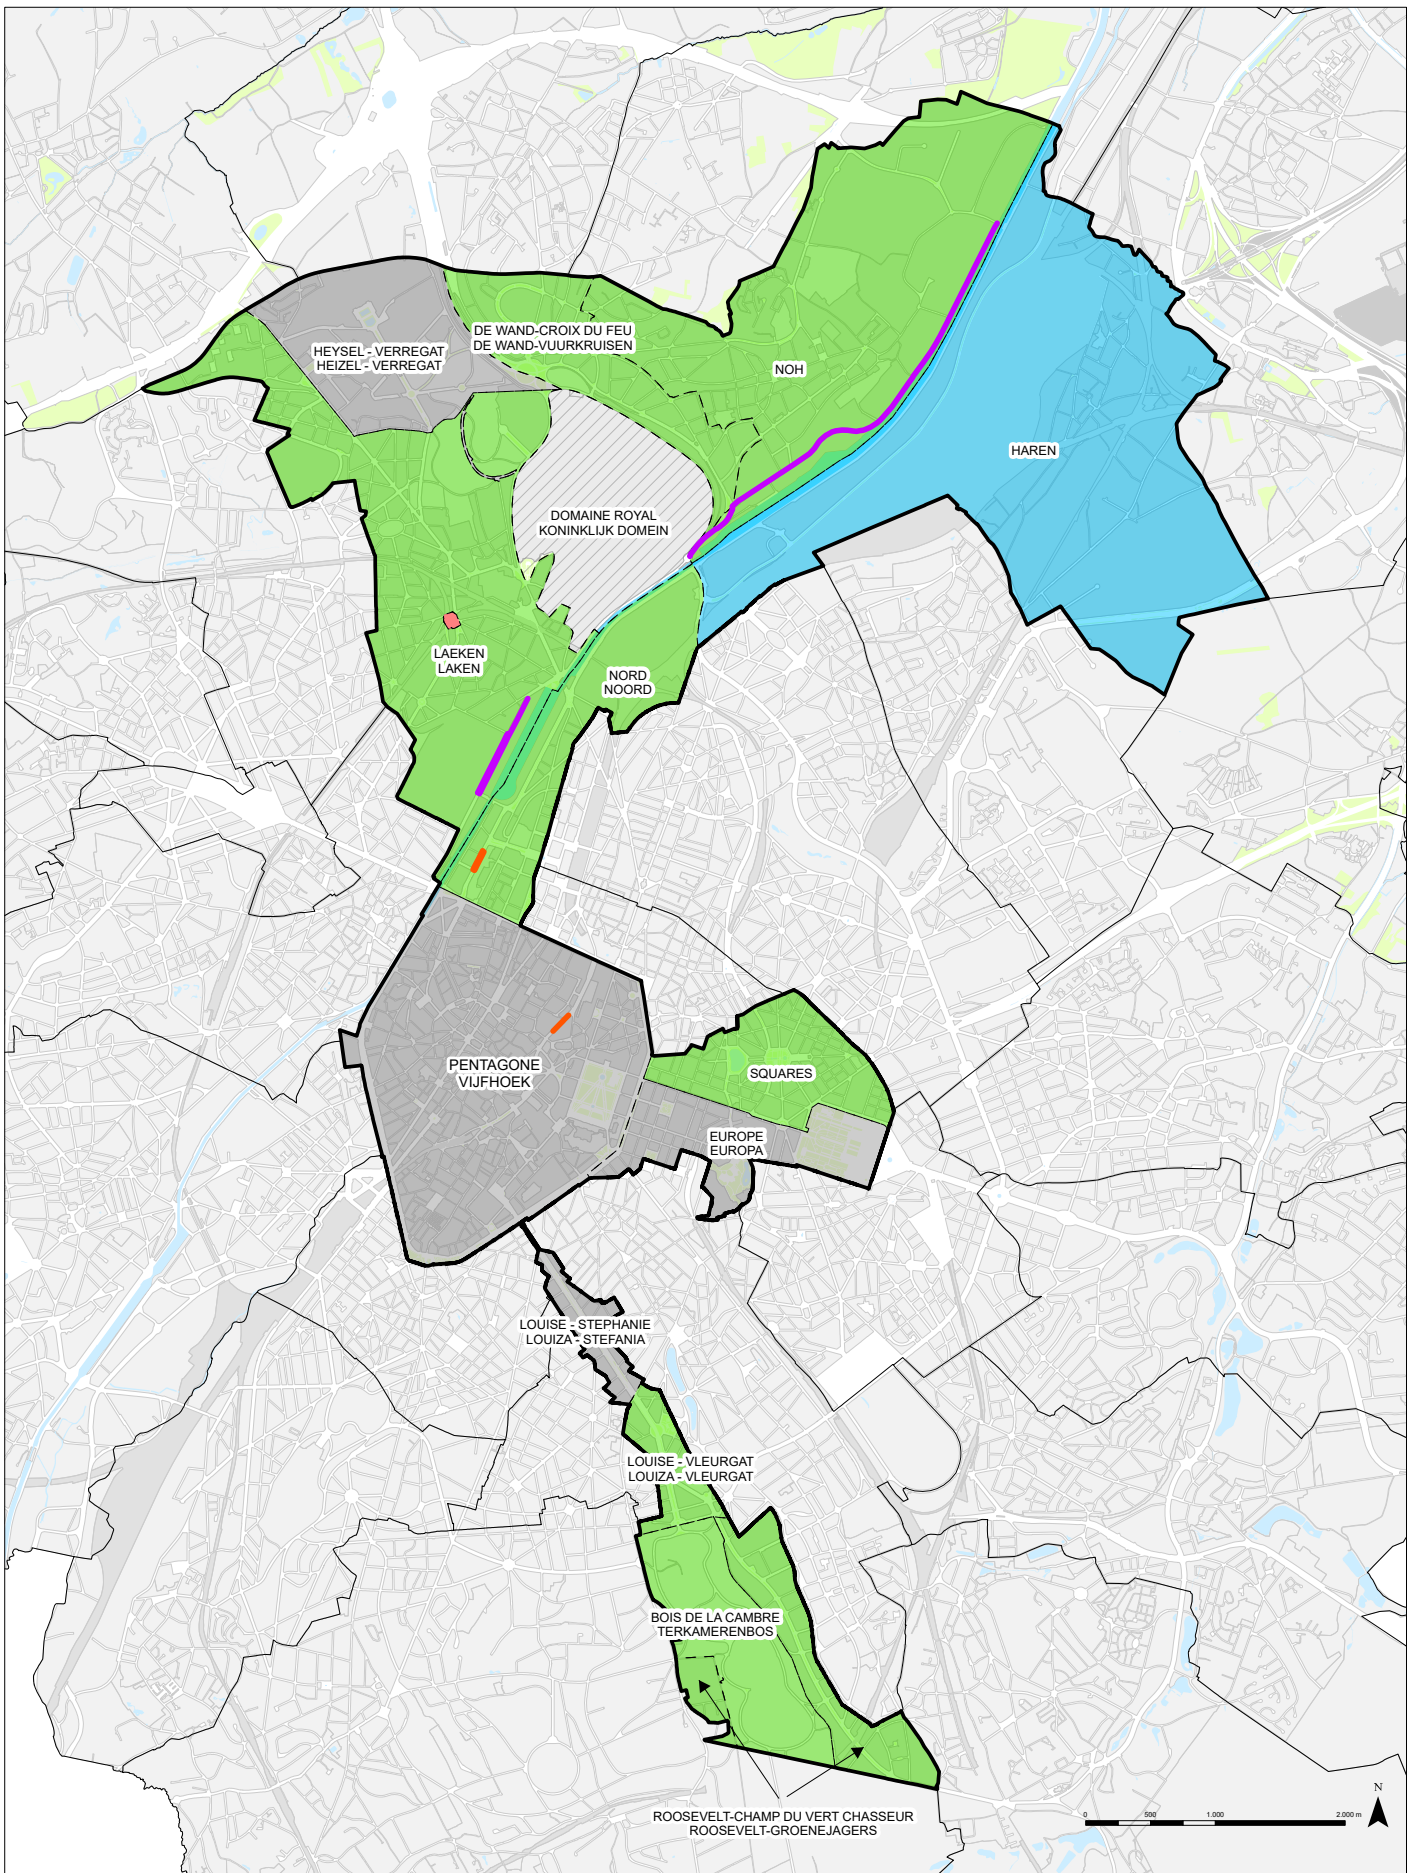 DE WAND-CROIX DU FEU
DE WAND-VUURKRUISEN
HEYSEL - VERREGAT
HEIZEL - VERREGAT
NOH
HAREN
DOMAINE ROYAL
KONINKLIJK DOMEIN
LAEKEN
LAKEN
NORD
NOORD
PENTAGONE
VIJFHOEK
SQUARES
EUROPE
EUROPA
LOUISE - STEPHANIE
LOUIZA - STEFANIA
LOUISE - VLEURGAT
LOUIZA - VLEURGAT
BOIS DE LA CAMBRE
TERKAMERENBOS
ROOSEVELT-CHAMP DU VERT CHASSEUR
ROOSEVELT-GROENEJAGERS
N
0 500 1.000 2.000 m